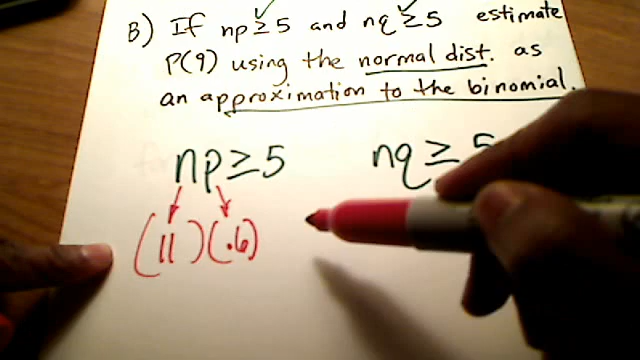 B) If np ≥ 5 and nq ≥ 5 estimate
P(9) using the normal dist. as
an approximation to the binomial.
np ≥ 5 nq ≥ 5
(11)(.6)